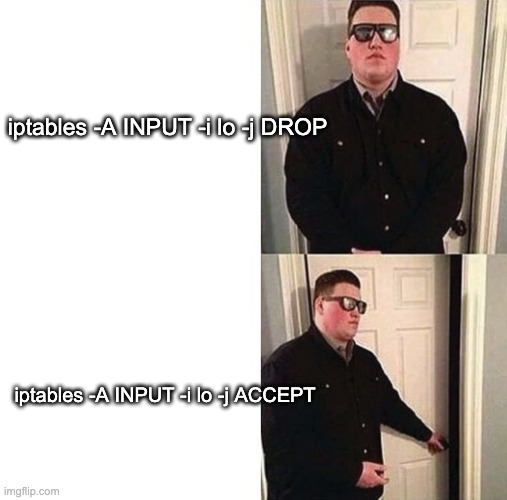 iptables -A INPUT -i lo -j DROP
iptables -A INPUT -i lo -j ACCEPT
imgflip.com